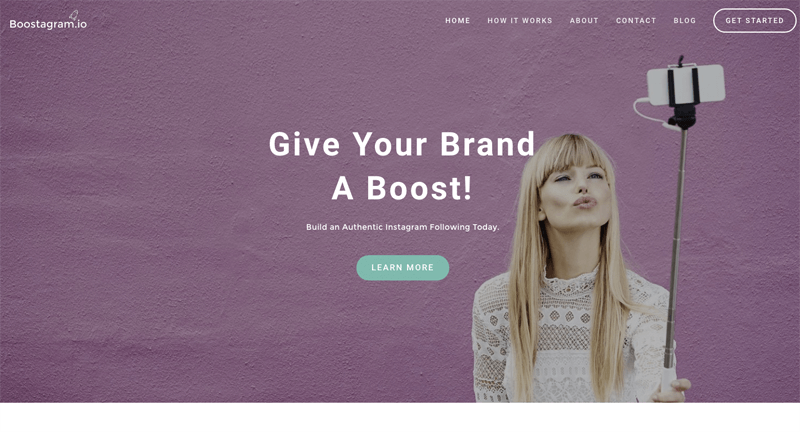 Boostagram.io
HOME HOW IT WORKS ABOUT CONTACT BLOG GET STARTED
Give Your Brand
A Boost!
Build an Authentic Instagram Following Today.
LEARN MORE